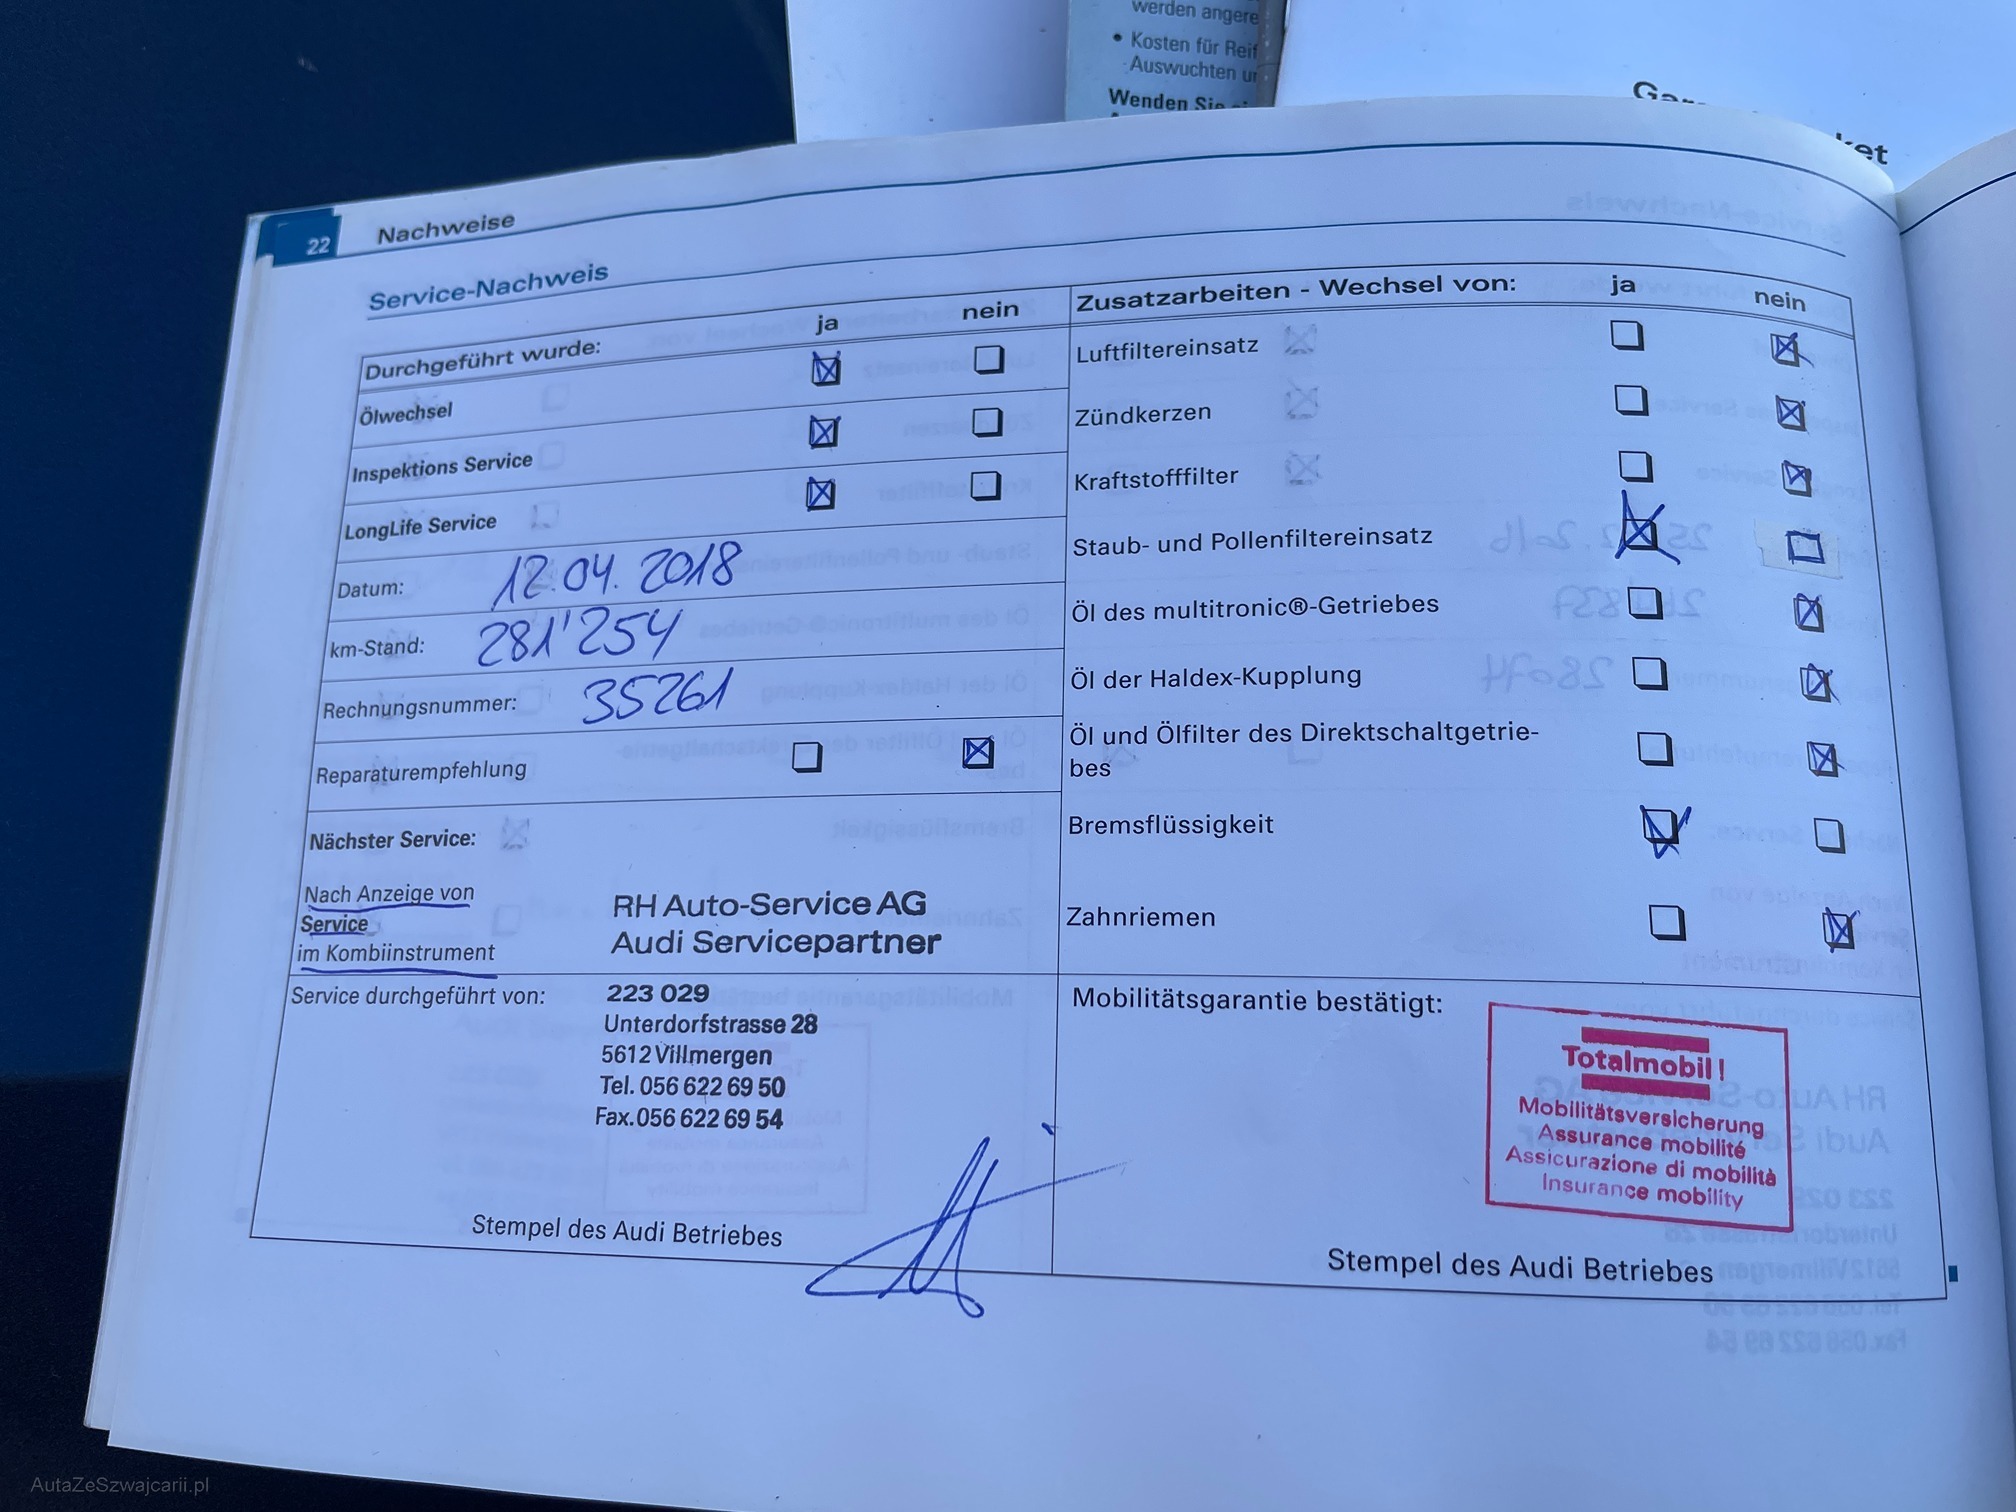 werden angere
• Kosten für Reif
Auswuchten
Wenden Sie
22
Nachweise
Service-Nachweis
Durchgeführt wurde:
ja
nein
Ölwechsel
Inspektions Service
LongLife Service
Datum: 12.04.2018
km-Stand: 281'254
Rechnungsnummer: 35261
Reparaturempfehlung
Nächster Service:
Nach Anzeige von
Service
im Kombiinstrument
RH Auto-Service AG
Audi Servicepartner
Service durchgeführt von:
223 029
Unterdorfstrasse 28
5612 Villmergen
Tel. 056 622 69 50
Fax. 056 622 69 54
Stempel des Audi Betriebes
Zusatzarbeiten - Wechsel von:
ja
nein
Luftfiltereinsatz
Zündkerzen
Kraftstofffilter
Staub- und Pollenfiltereinsatz
Öl des multitronic®-Getriebes
Öl der Haldex-Kupplung
Öl und Ölfilter des Direktschaltgetrie-
bes
Bremsflüssigkeit
Zahnriemen
Mobilitätsgarantie bestätigt:
Totalmobil!
Mobilitätsversicherung
Assurance mobilité
Assicurazione di mobilità
Insurance mobility
Stempel des Audi Betriebes
AutaZeSzwajcarii.pl